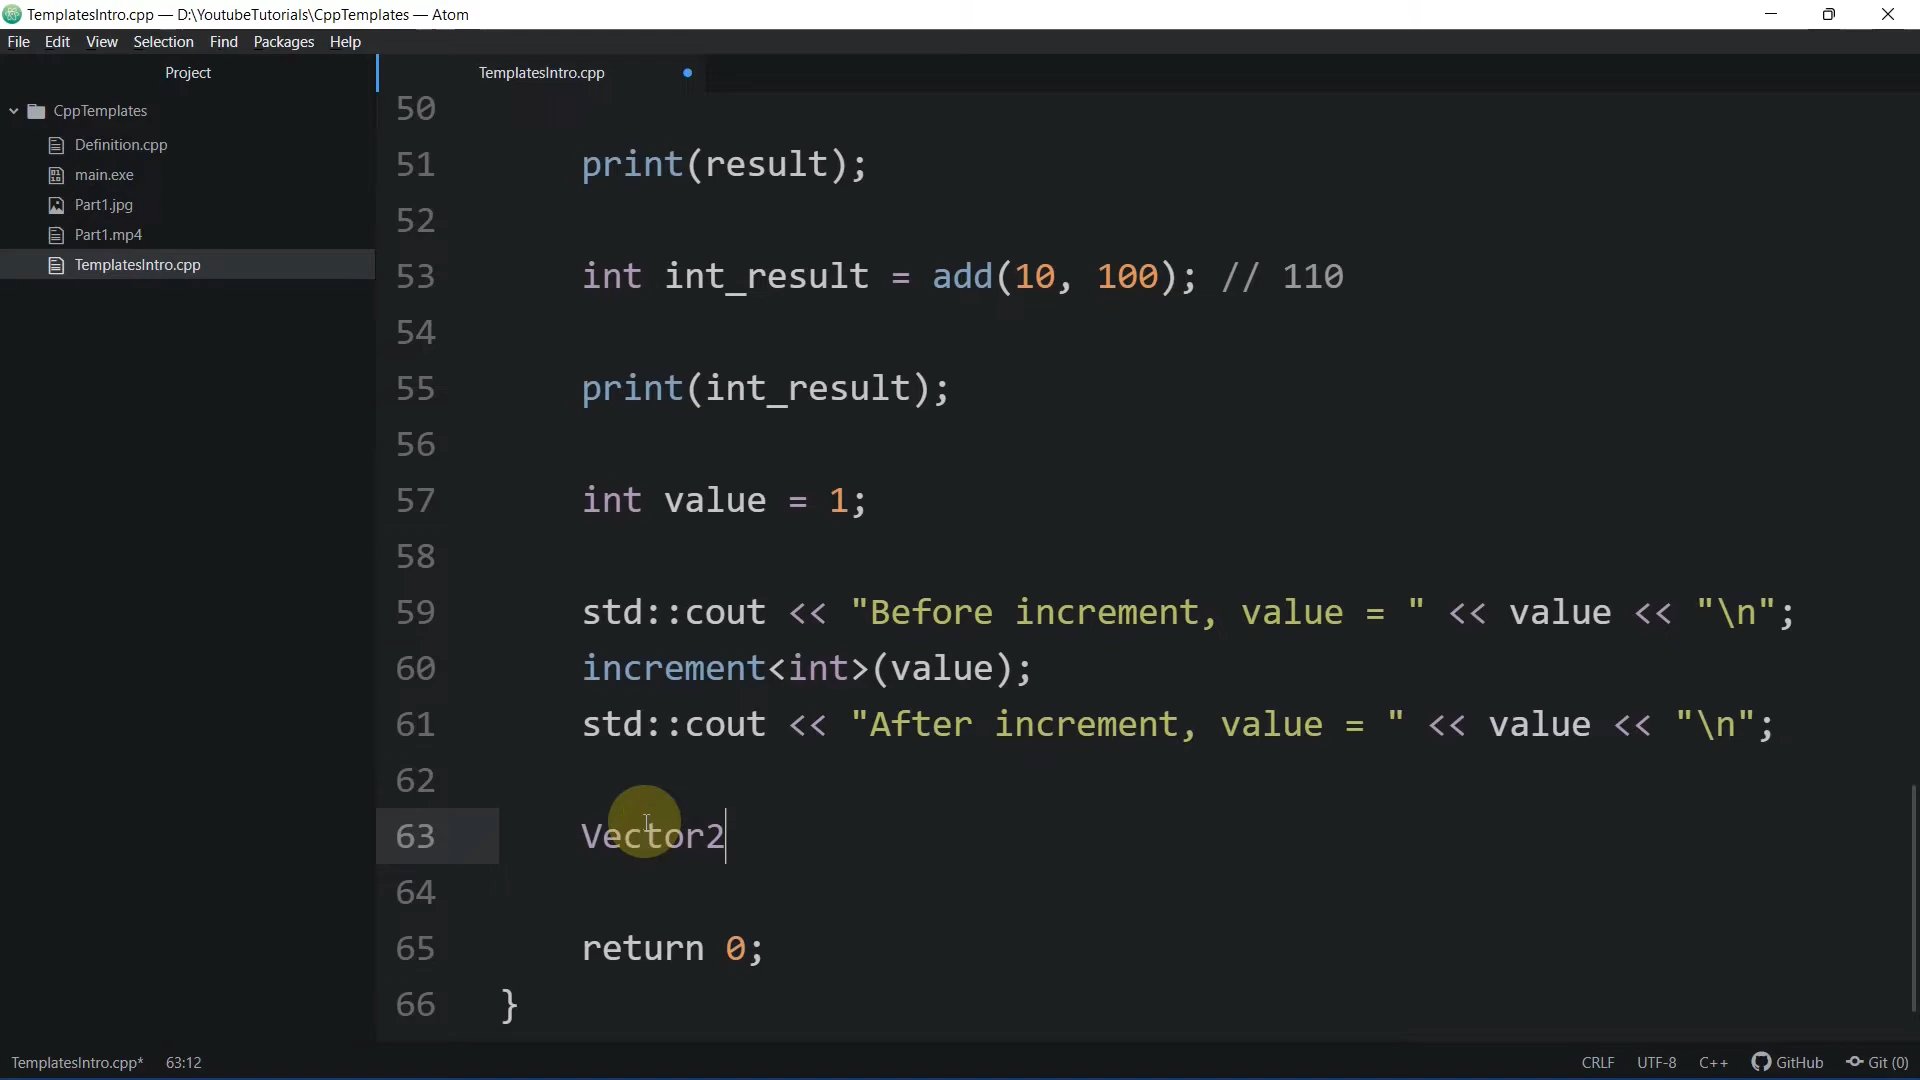 TemplatesIntro.cpp — D:\YoutubeTutorials\CppTemplates — Atom
File Edit View Selection Find Packages Help
Project
TemplatesIntro.cpp
CppTemplates
Definition.cpp
main.exe
Part1.jpg
Part1.mp4
TemplatesIntro.cpp
50
51 print(result);
52
53 int int_result = add(10, 100); // 110
54
55 print(int_result);
56
57 int value = 1;
58
59 std::cout << "Before increment, value = " << value << "\n";
60 increment<int>(value);
61 std::cout << "After increment, value = " << value << "\n";
62
63 Vector2
64
65 return 0;
66 }
TemplatesIntro.cpp* 63:12 CRLF UTF-8 C++ GitHub Git (0)